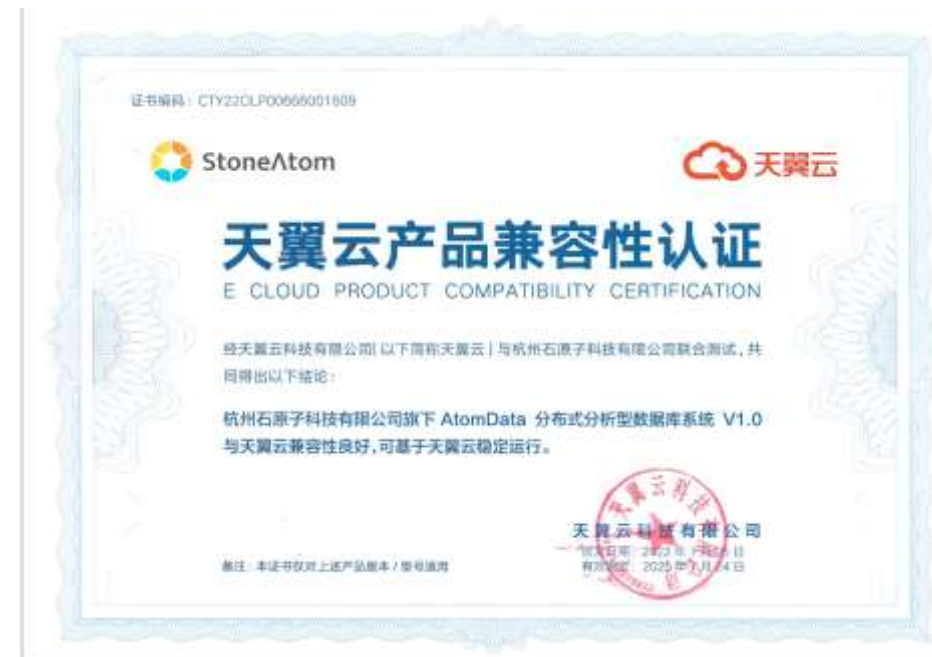 证书编码：CTY22CLP00666001809
StoneAtom
天翼云
天翼云产品兼容性认证
E CLOUD PRODUCT COMPATIBILITY CERTIFICATION
经天翼云科技有限公司(以下简称天翼云)与杭州石原子科技有限公司联合测试，共
同得出以下结论：
杭州石原子科技有限公司旗下 AtomData 分布式分析型数据库系统 V1.0
与天翼云兼容性良好，可基于天翼云稳定运行。
天翼云科技有限公司
备注：本证书仅对上述产品版本 / 型号适用